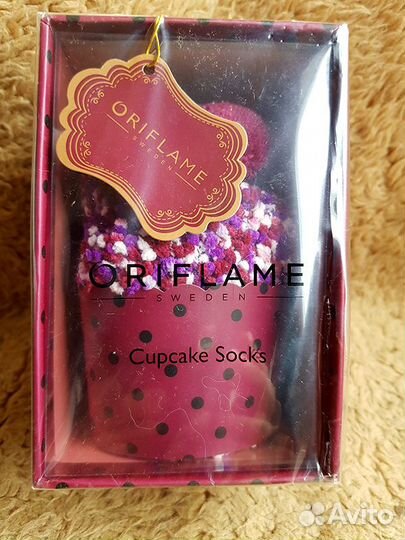 ORIFLAME
SWEDEN
ORIFLAME
SWEDEN
Cupcake Socks
Avito